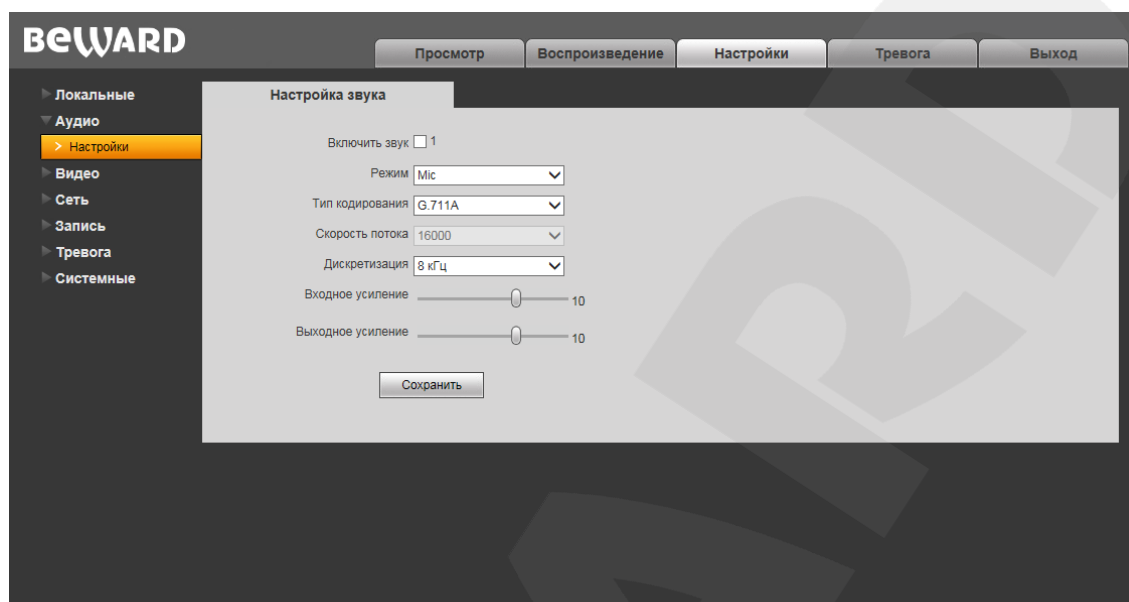 BEWARD
Просмотр Воспроизведение Настройки Тревога Выход
Локальные
Аудио
> Настройки
Видео
Сеть
Запись
Тревога
Системные
Настройка звука
Включить звук 1
Режим Mic
Тип кодирования G.711A
Скорость потока 16000
Дискретизация 8 кГц
Входное усиление 10
Выходное усиление 10
Сохранить